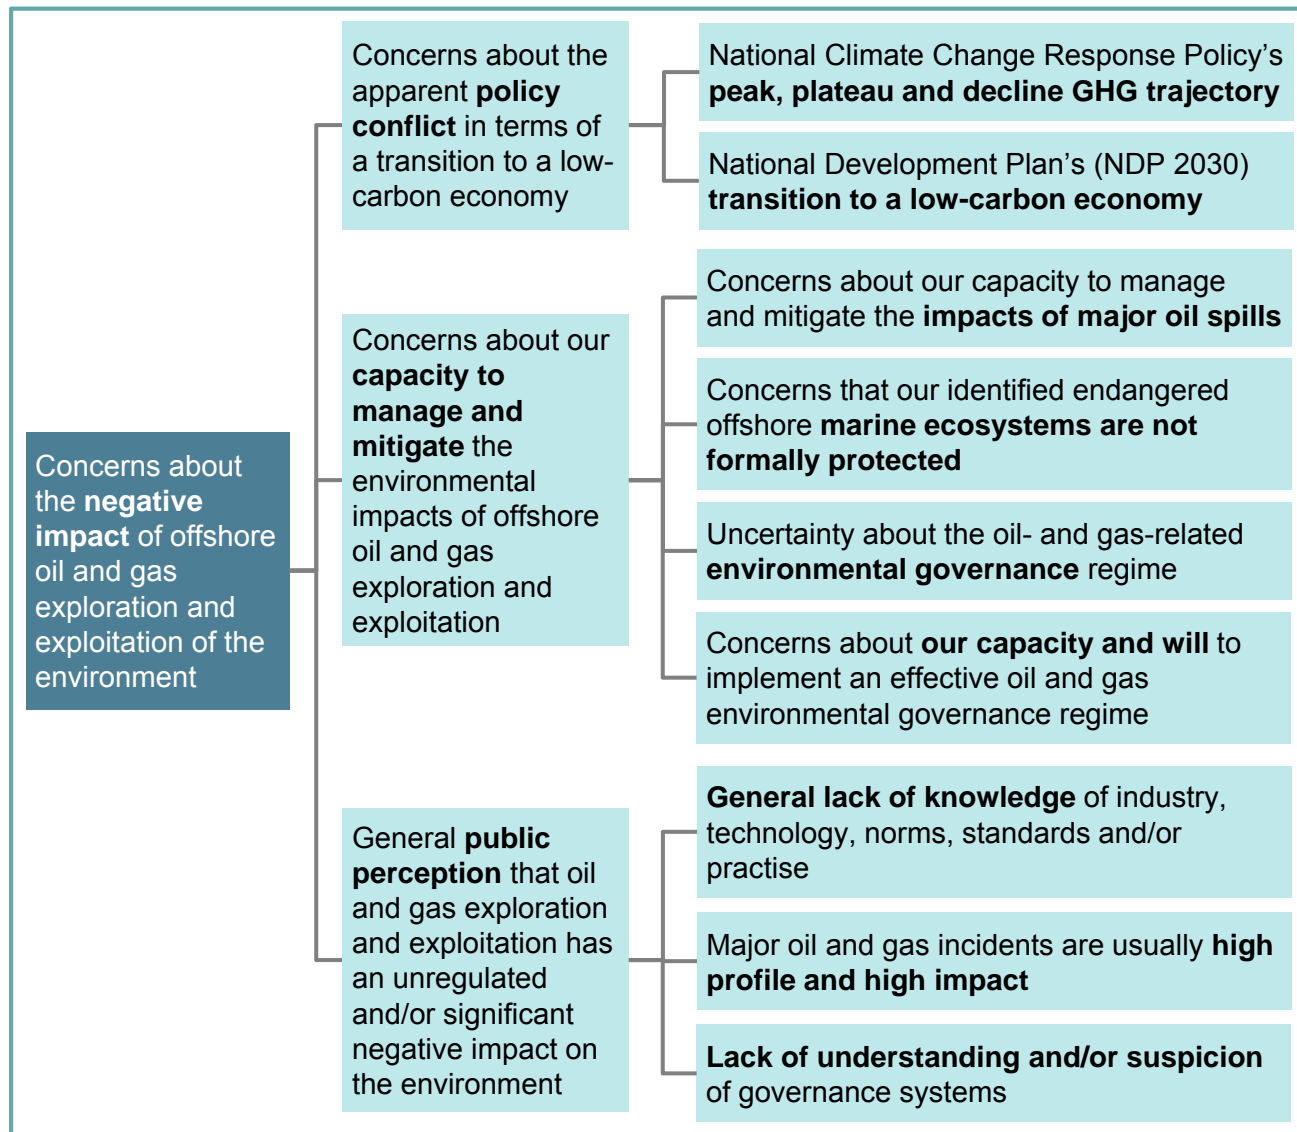 Concerns about
the negative
impact of offshore
oil and gas
exploration and
exploitation of the
environment
Concerns about the
apparent policy
conflict in terms of
a transition to a low-
carbon economy
National Climate Change Response Policy's
peak, plateau and decline GHG trajectory
National Development Plan's (NDP 2030)
transition to a low-carbon economy
Concerns about our
capacity to
manage and
mitigate the
environmental
impacts of offshore
oil and gas
exploration and
exploitation
Concerns about our capacity to manage
and mitigate the impacts of major oil spills
Concerns that our identified endangered
offshore marine ecosystems are not
formally protected
Uncertainty about the oil- and gas-related
environmental governance regime
Concerns about our capacity and will to
implement an effective oil and gas
environmental governance regime
General public
perception that oil
and gas exploration
and exploitation has
an unregulated
and/or significant
negative impact on
the environment
General lack of knowledge of industry,
technology, norms, standards and/or
practise
Major oil and gas incidents are usually high
profile and high impact
Lack of understanding and/or suspicion
of governance systems